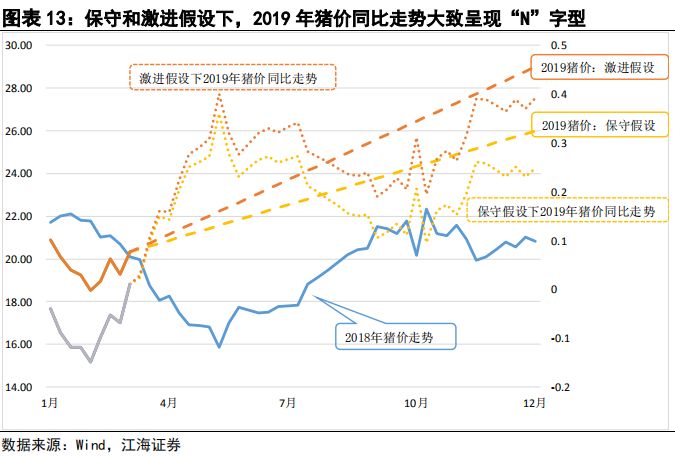 图表 13：保守和激进假设下，2019 年猪价同比走势大致呈现“N”字型
30.00
28.00
26.00
24.00
22.00
20.00
18.00
16.00
14.00
0.5
0.4
0.3
0.2
0.1
0
-0.1
-0.2
激进假设下2019年猪价同比走势
2019猪价：激进假设
2019猪价：保守假设
保守假设下2019年猪价同比走势
2018年猪价走势
1月
4月
7月
10月
12月
数据来源：Wind，江海证券